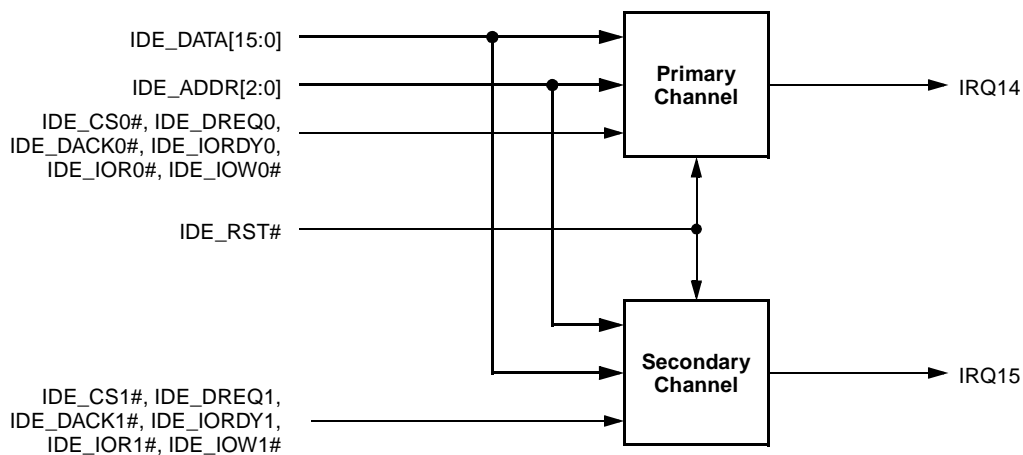 IDE_DATA[15:0]
IDE_ADDR[2:0]
IDE_CS0#, IDE_DREQ0,
IDE_DACK0#, IDE_IORDY0,
IDE_IOR0#, IDE_IOW0#
Primary
Channel
IRQ14
IDE_RST#
Secondary
Channel
IRQ15
IDE_CS1#, IDE_DREQ1,
IDE_DACK1#, IDE_IORDY1,
IDE_IOR1#, IDE_IOW1#